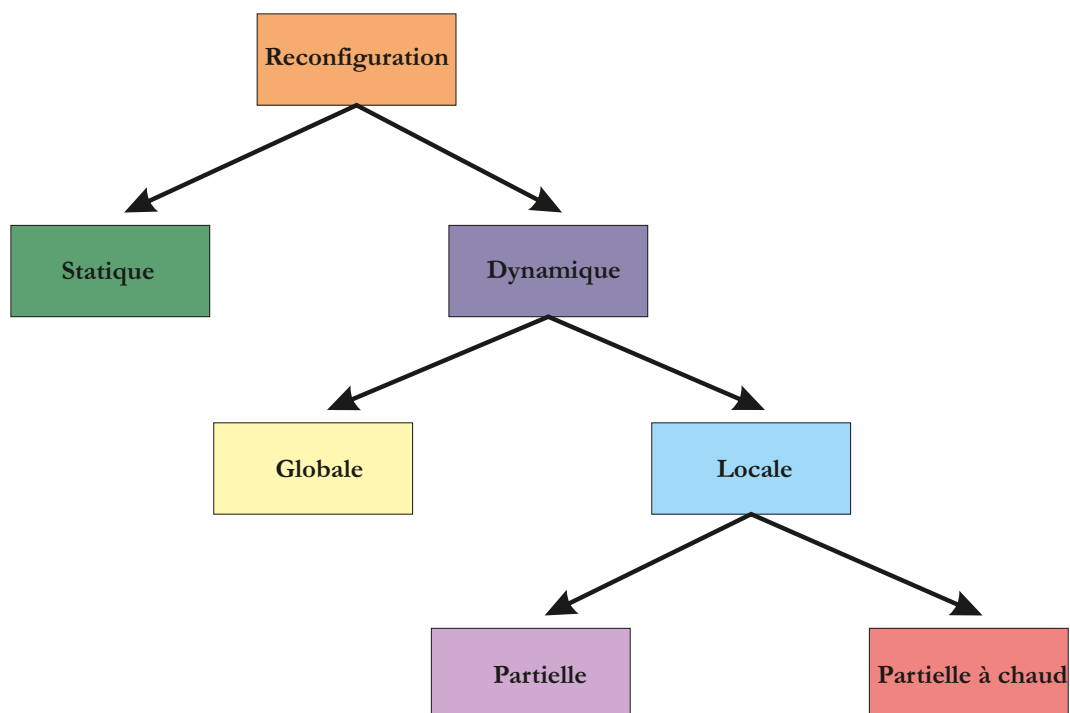 Reconfiguration
Statique
Dynamique
Globale
Locale
Partielle
Partielle à chaud